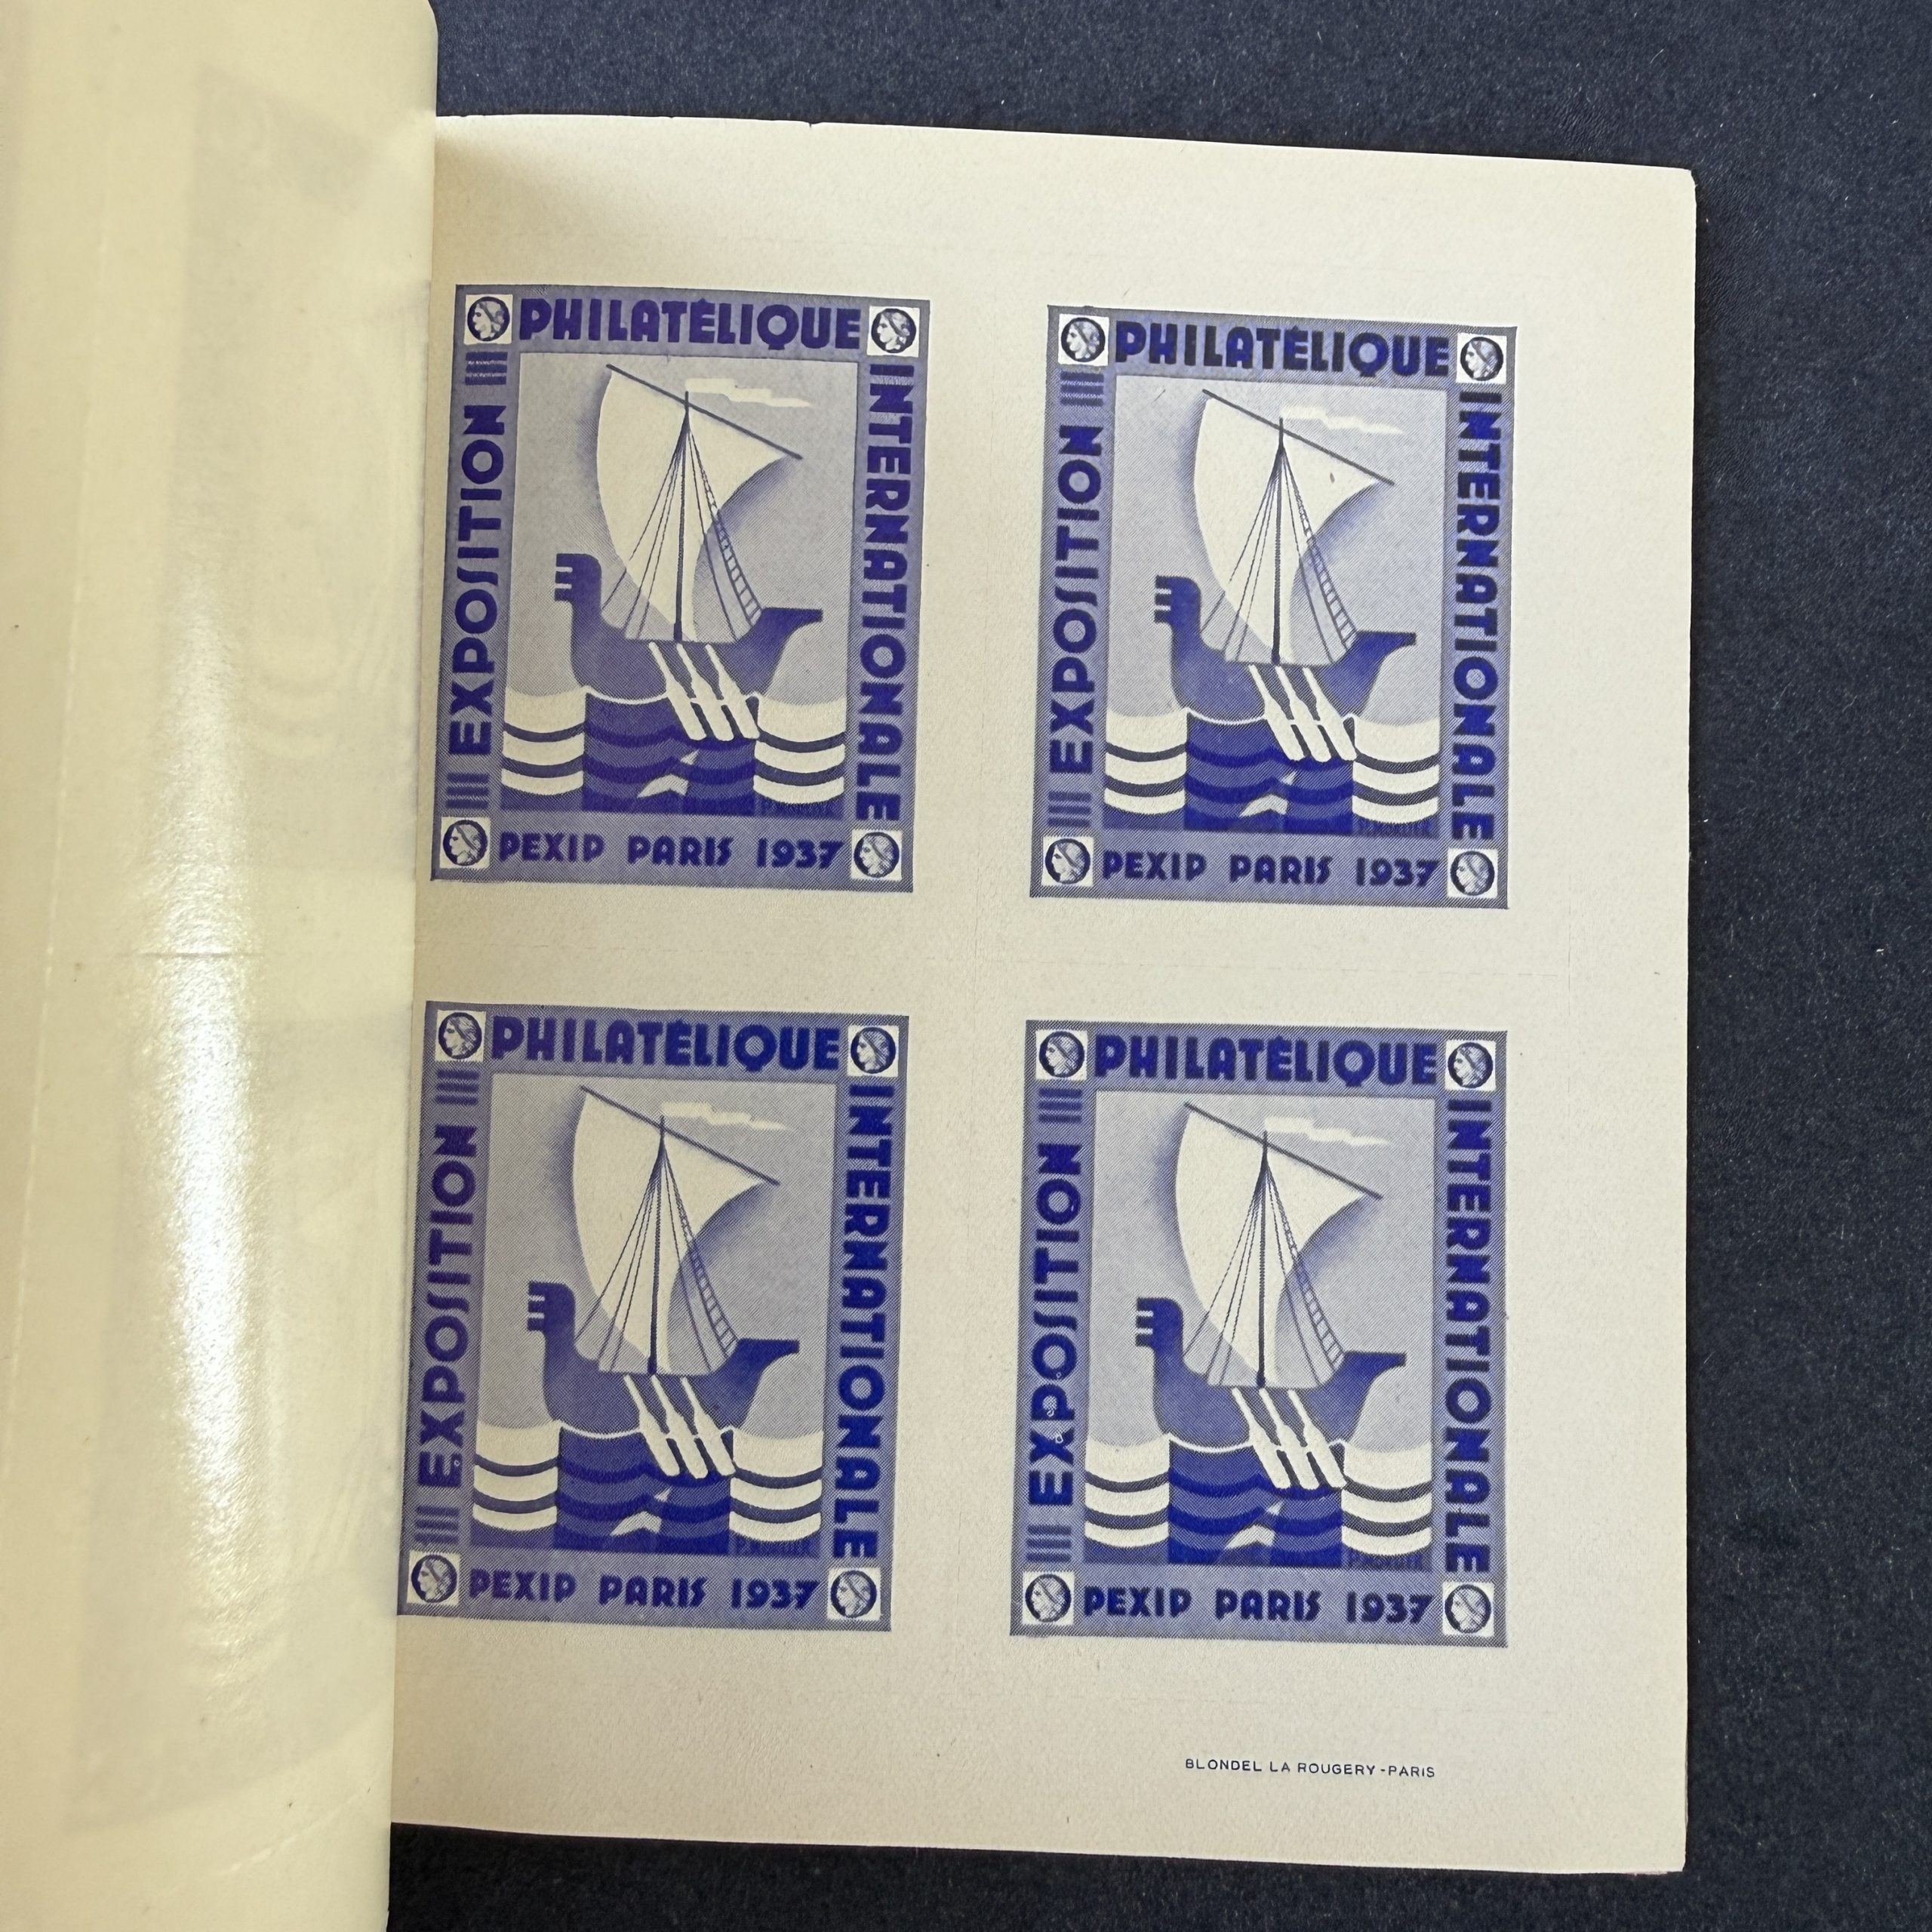 PHILATÉLIQUE
EXPOSITION
INTERNATIONALE
PEXIP PARIS 1937
PHILATÉLIQUE
EXPOSITION
INTERNATIONALE
PEXIP PARIS 1937
PHILATÉLIQUE
EXPOSITION
INTERNATIONALE
PEXIP PARIS 1937
PHILATÉLIQUE
EXPOSITION
INTERNATIONALE
PEXIP PARIS 1937
BLONDEL LA ROUGERY-PARIS